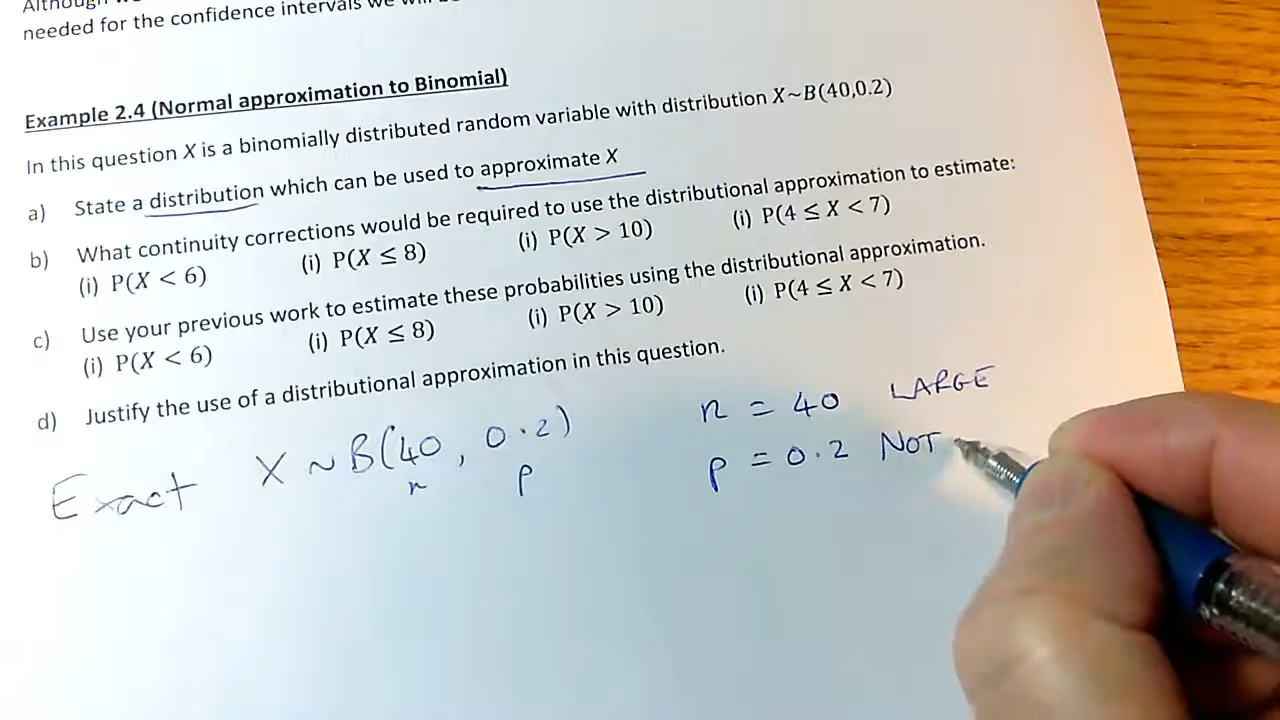 Although
needed for the confidence intervals we will be
Example 2.4 (Normal approximation to Binomial)
In this question X is a binomially distributed random variable with distribution X~B(40,0.2)
a) State a distribution which can be used to approximate X
b) What continuity corrections would be required to use the distributional approximation to estimate:
(i) P(X < 6) (i) P(X ≤ 8) (i) P(X > 10) (i) P(4 ≤ X < 7)
c) Use your previous work to estimate these probabilities using the distributional approximation.
(i) P(X < 6) (i) P(X ≤ 8) (i) P(X > 10) (i) P(4 ≤ X < 7)
d) Justify the use of a distributional approximation in this question.
Exact X ~ B(40, 0.2)
n p
n = 40 LARGE
p = 0.2 NOT